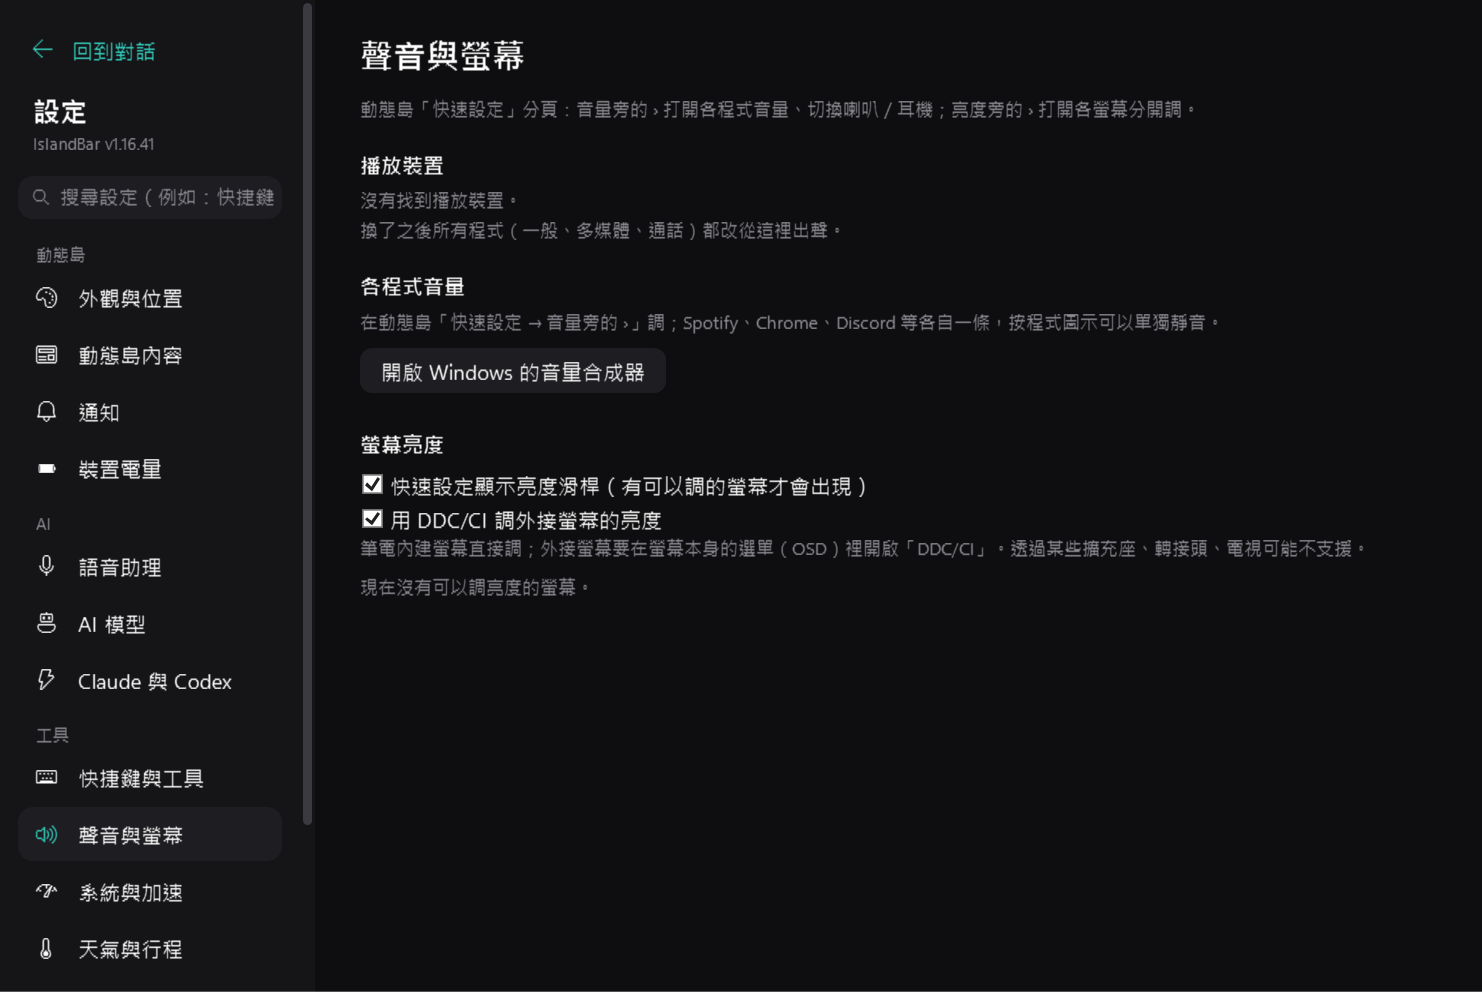 回到對話
設定
IslandBar v1.16.41
搜尋設定（例如：快捷鍵
動態島
外觀與位置
動態島內容
通知
裝置電量
AI
語音助理
AI 模型
Claude 與 Codex
工具
快捷鍵與工具
聲音與螢幕
系統與加速
天氣與行程
聲音與螢幕
動態島「快速設定」分頁：音量旁的 › 打開各程式音量、切換喇叭 / 耳機；亮度旁的 › 打開各螢幕分開調。
播放裝置
沒有找到播放裝置。
換了之後所有程式（一般、多媒體、通話）都改從這裡出聲。
各程式音量
在動態島「快速設定 → 音量旁的 ›」調；Spotify、Chrome、Discord 等各自一條，按程式圖示可以單獨靜音。
開啟 Windows 的音量合成器
螢幕亮度
快速設定顯示亮度滑桿（有可以調的螢幕才會出現）
用 DDC/CI 調外接螢幕的亮度
筆電內建螢幕直接調；外接螢幕要在螢幕本身的選單（OSD）裡開啟「DDC/CI」。透過某些擴充座、轉接頭、電視可能不支援。
現在沒有可以調亮度的螢幕。